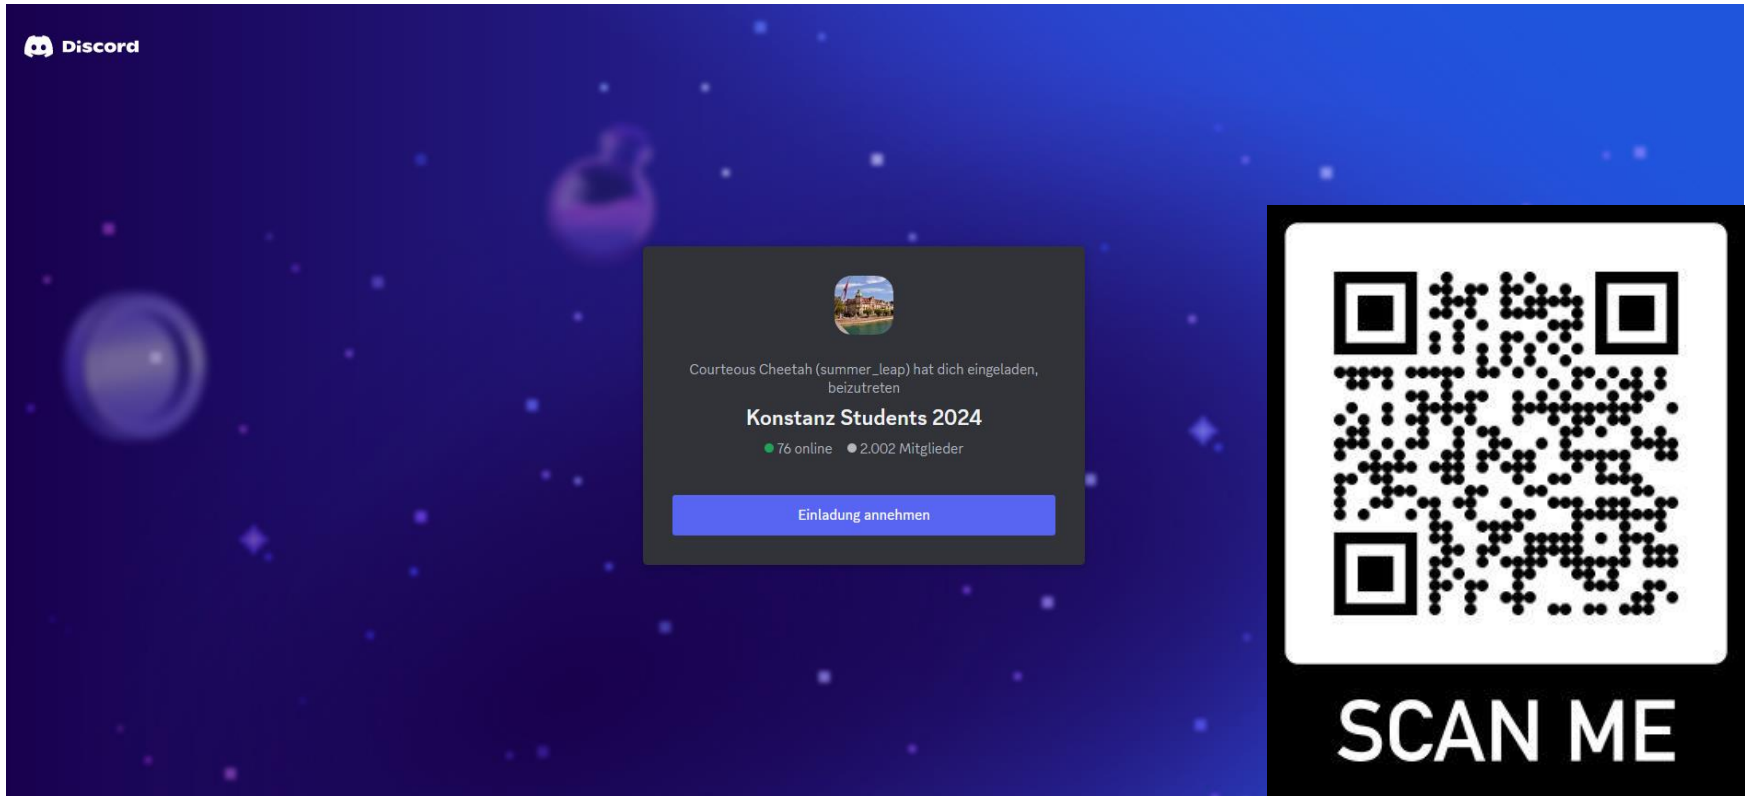 Discord
Courteous Cheetah (summer_leap) hat dich eingeladen,
beizutreten
Konstanz Students 2024
76 online 2.002 Mitglieder
Einladung annehmen
SCAN ME